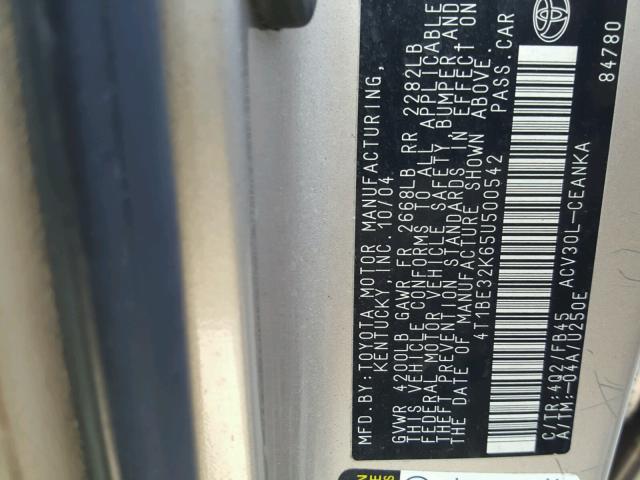 MFD.BY:TOYOTA MOTOR MANUFACTURING,
KENTUCKY, INC. 10/04
GVWR 4200LB GAWR FR 2668LB RR 2282LB
THIS VEHICLE CONFORMS TO ALL APPLICABLE
FEDERAL MOTOR VEHICLE SAFETY, BUMPER AND
THEFT PREVENTION STANDARDS IN EFFECT ON
THE DATE OF MANUFACTURE SHOWN ABOVE.
4T1BE32K65U500542 PASS.CAR
C/TR:4Q2/FB45 ACV30L-CEANKA
A/TM:-04A/U250E
84780